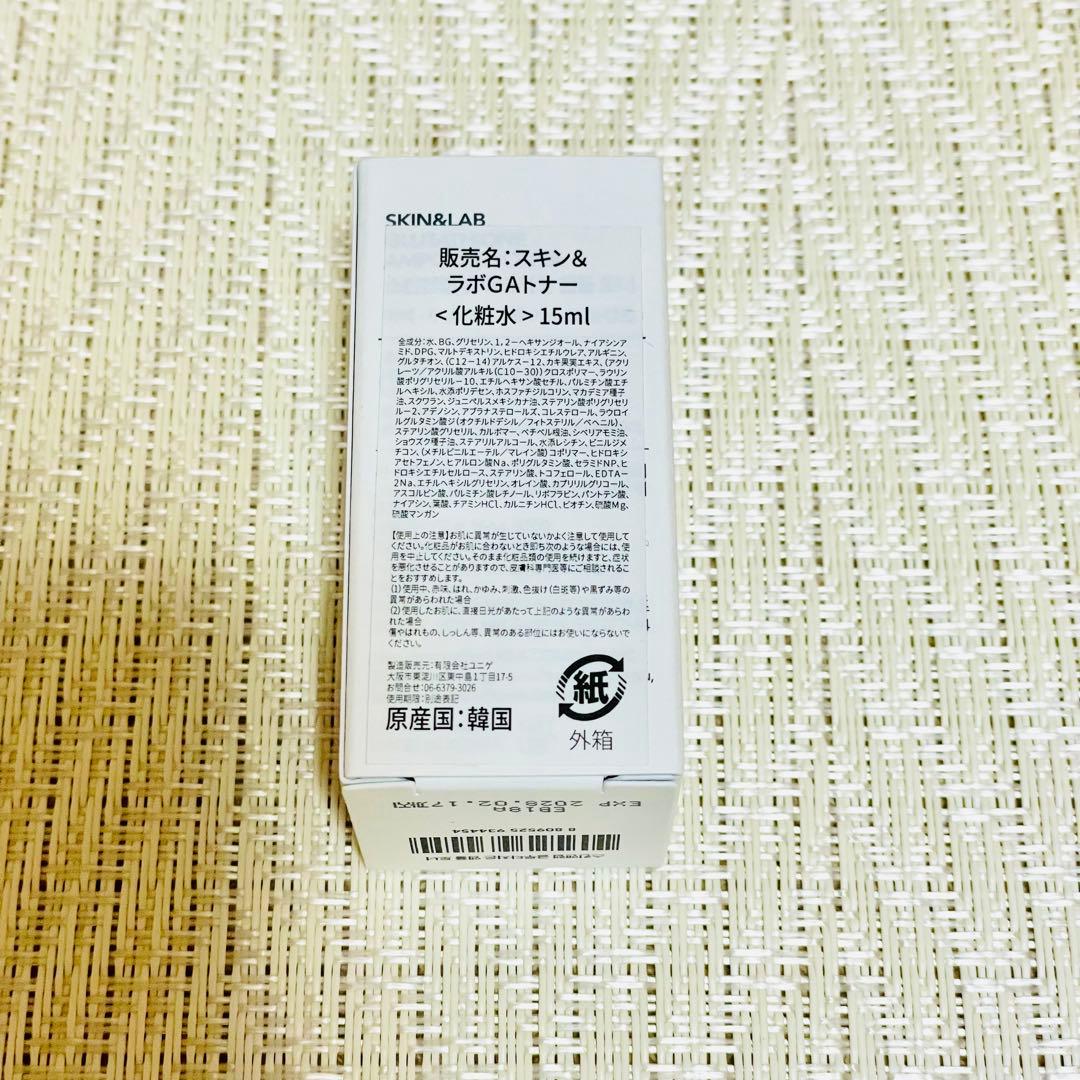 SKIN&LAB
販売名：スキン＆
ラボGAトナー
＜化粧水＞15ml
全成分：水、BG、グリセリン、1，2－ヘキサンジオール、ナイアシンア
ミド、DPG、マルトデキストリン、ヒドロキシエチルウレア、アルギニン、
グルタチオン、（C12－14）アルケス－12、カキ果実エキス、（アクリ
レーツ／アクリル酸アルキル（C10－30））クロスポリマー、ラウリン
酸ポリグリセリル－10、エチルヘキサン酸セチル、パルミチン酸エチ
ルヘキシル、水添ポリデセン、ホスファチジルコリン、マカデミア種子
油、スクワラン、ジュニペルスメキシカナ油、ステアリン酸ポリグリセリ
ル－2、アデノシン、アプラナステロールズ、コレステロール、ラウロイ
ルグルタミン酸ジ（オクチルドデシル／フィトステリル／ベヘニル）、
ステアリン酸グリセリル、カルボマー、ベチベル根油、シベリアモミ油、
ショウズク種子油、ステアリルアルコール、水添レシチン、ビニルジメ
チコン、（メチルビニルエーテル／マレイン酸）コポリマー、ヒドロキシ
アセトフェノン、ヒアルロン酸Na、ポリグルタミン酸、セラミドNP、ヒ
ドロキシエチルセルロース、ステアリン酸、トコフェロール、EDTA－
2Na、エチルヘキシルグリセリン、オレイン酸、カプリリルグリコール、
アスコルビン酸、パルミチン酸レチノール、リボフラビン、パンテン酸、
ナイアシン、葉酸、チアミンHCl、カルニチンHCl、ビオチン、硫酸Mg、
硫酸マンガン
【使用上の注意】お肌に異常が生じていないかよく注意して使用して
ください。化粧品がお肌に合わないとき即ち次のような場合には、使
用を中止してください。そのまま化粧品類の使用を続けますと、症状
を悪化させることがありますので、皮膚科専門医等にご相談されるこ
とをおすすめします。
（1）使用中、赤味、はれ、かゆみ、刺激、色抜け（白斑等）や黒ずみ等の
異常があらわれた場合
（2）使用したお肌に、直接日光があたって上記のような異常があらわ
れた場合
傷やはれもの、しっしん等、異常のある部位にはお使いにならないで
ください。
製造販売元：有限会社ユニゲ
大阪市東淀川区東中島1丁目17-5
お問合せ：06-6379-3026
使用期限：別途表記
原産国：韓国
紙
外箱
EXP 2026.02.17까지
EB19A
8 809525 934454
스킨앤랩 글루타치온 앰플 토너